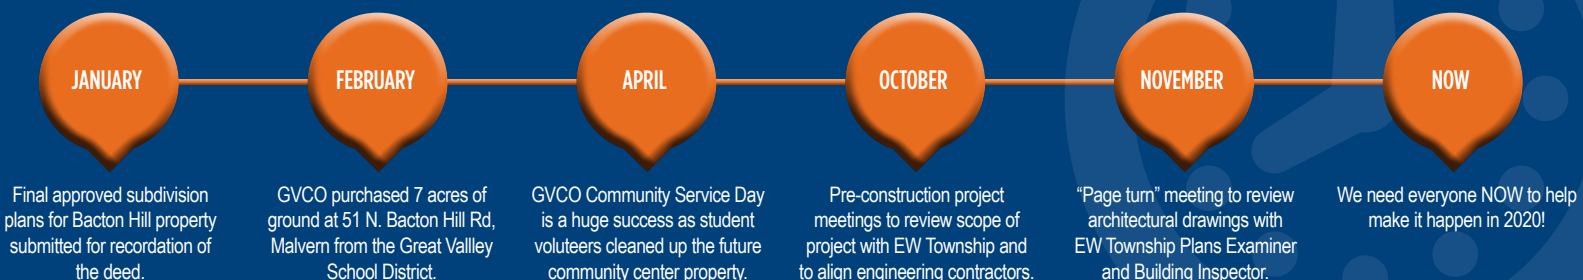 JANUARY
Final approved subdivision
plans for Bacton Hill property
submitted for recordation of
the deed.
FEBRUARY
GVCO purchased 7 acres of
ground at 51 N. Bacton Hill Rd,
Malvern from the Great Vallley
School District.
APRIL
GVCO Community Service Day
is a huge success as student
voluteers cleaned up the future
community center property.
OCTOBER
Pre-construction project
meetings to review scope of
project with EW Township and
to align engineering contractors.
NOVEMBER
“Page turn” meeting to review
architectural drawings with
EW Township Plans Examiner
and Building Inspector.
NOW
We need everyone NOW to help
make it happen in 2020!